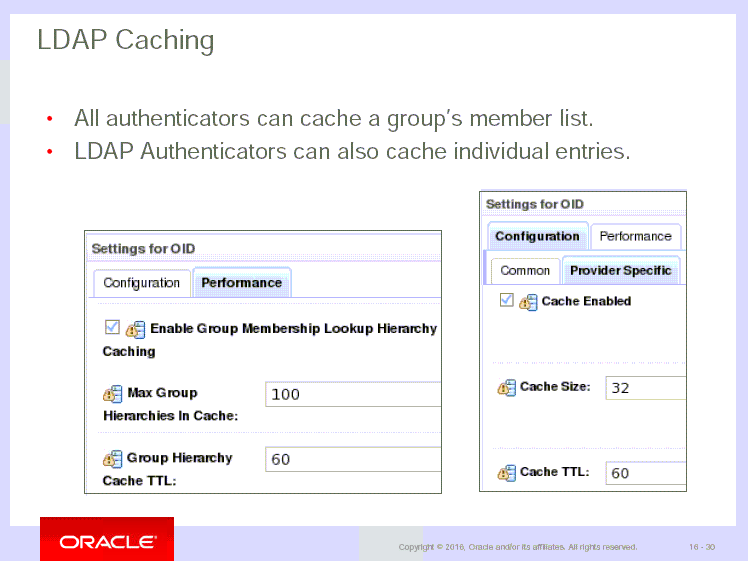 LDAP Caching
• All authenticators can cache a group's member list.
• LDAP Authenticators can also cache individual entries.
Settings for OID
Configuration Performance
Enable Group Membership Lookup Hierarchy
Caching
Max Group
Hierarchies In Cache:
100
Group Hierarchy
Cache TTL:
60
Settings for OID
Configuration Performance
Common Provider Specific
Cache Enabled
Cache Size: 32
Cache TTL: 60
ORACLE®
Copyright © 2016, Oracle and/or its affiliates. All rights reserved.
16 - 30